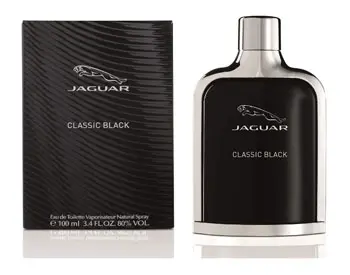 JAGUAR
CLASSIC BLACK
Eau de Toilette Vaporisateur Natural Spray
e 100 ml 3.4 FL.OZ. 80% VOL.
JAGUAR
CLASSIC BLACK